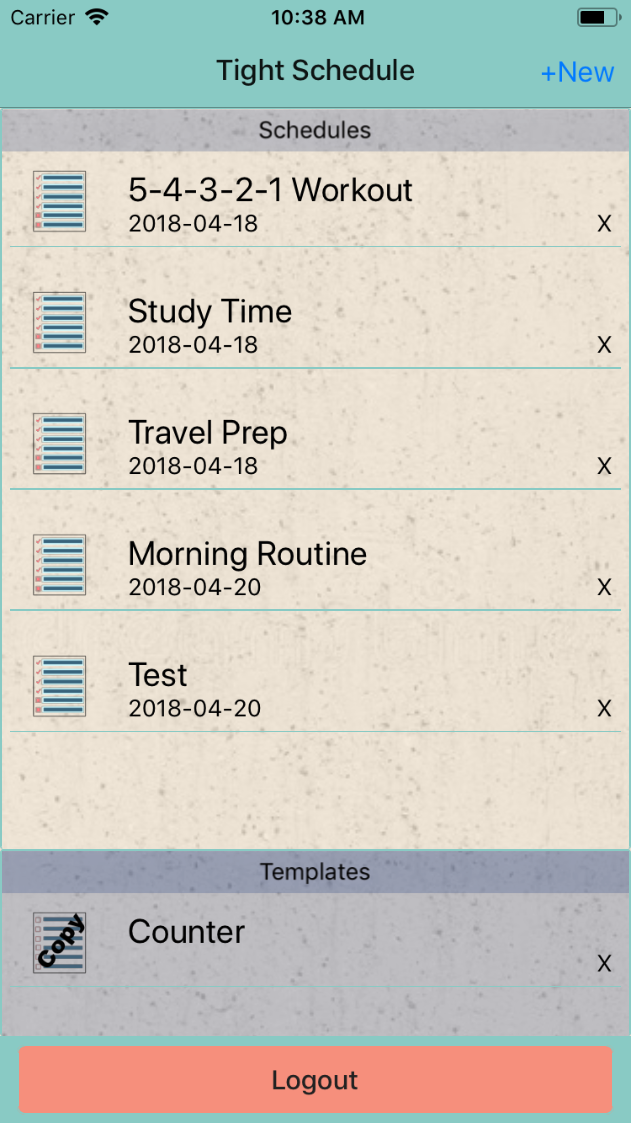 Carrier 10:38 AM
Tight Schedule +New
Schedules
5-4-3-2-1 Workout
2018-04-18 X
Study Time
2018-04-18 X
Travel Prep
2018-04-18 X
Morning Routine
2018-04-20 X
Test
2018-04-20 X
Templates
Copy Counter
X
Logout